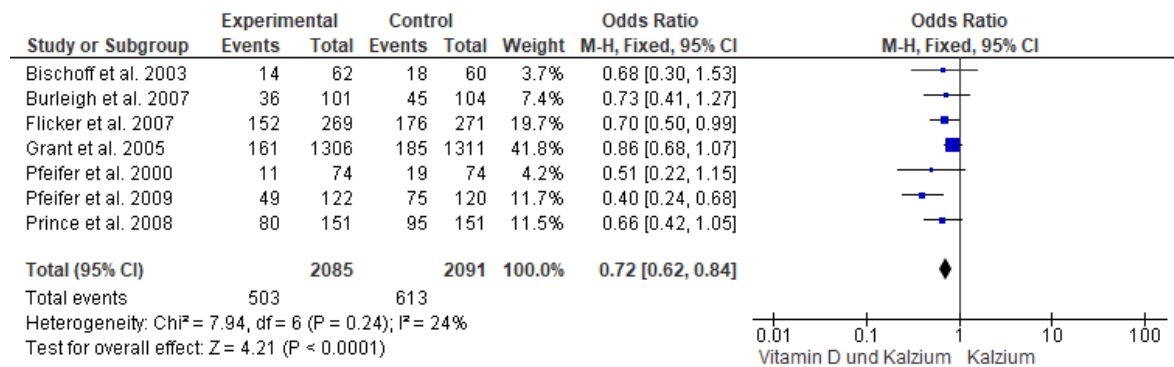 Experimental Control Odds Ratio Odds Ratio
Study or Subgroup Events Total Events Total Weight M-H, Fixed, 95% CI M-H, Fixed, 95% CI
Bischoff et al. 2003 14 62 18 60 3.7% 0.68 [0.30, 1.53]
Burleigh et al. 2007 36 101 45 104 7.4% 0.73 [0.41, 1.27]
Flicker et al. 2007 152 269 176 271 19.7% 0.70 [0.50, 0.99]
Grant et al. 2005 161 1306 185 1311 41.8% 0.86 [0.68, 1.07]
Pfeifer et al. 2000 11 74 19 74 4.2% 0.51 [0.22, 1.15]
Pfeifer et al. 2009 49 122 75 120 11.7% 0.40 [0.24, 0.68]
Prince et al. 2008 80 151 95 151 11.5% 0.66 [0.42, 1.05]
Total (95% CI) 2085 2091 100.0% 0.72 [0.62, 0.84]
Total events 503 613
Heterogeneity: Chi² = 7.94, df = 6 (P = 0.24); I² = 24%
Test for overall effect: Z = 4.21 (P < 0.0001)
0.01 0.1 1 10 100
Vitamin D und Kalzium Kalzium